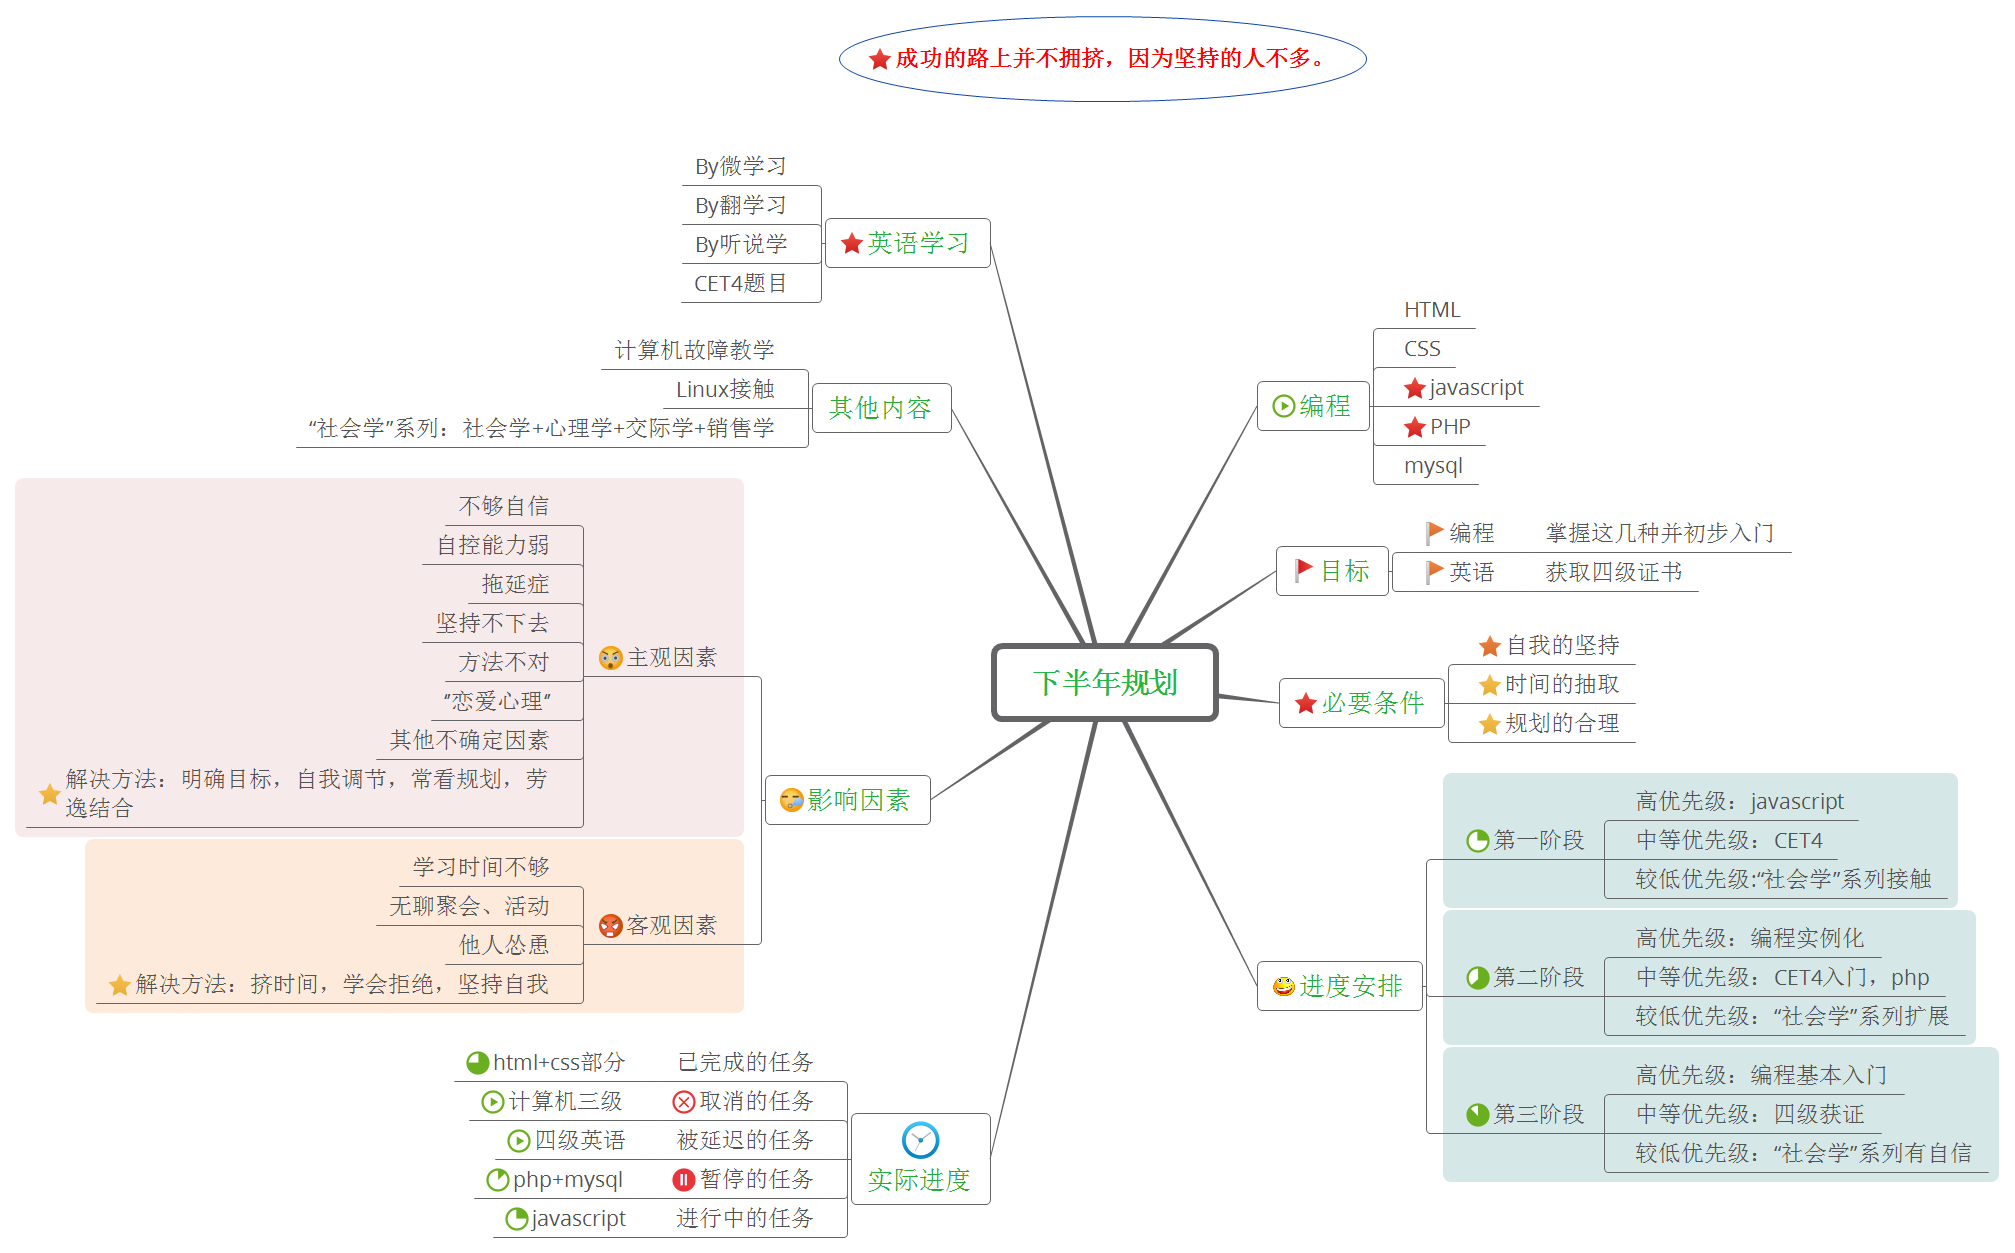 成功的路上并不拥挤，因为坚持的人不多。
By微学习
By翻学习
By听说学
CET4题目
英语学习
计算机故障教学
Linux接触
“社会学”系列：社会学+心理学+交际学+销售学
其他内容
不够自信
自控能力弱
拖延症
坚持不下去
方法不对
“恋爱心理”
其他不确定因素
解决方法：明确目标，自我调节，常看规划，劳
逸结合
主观因素
学习时间不够
无聊聚会、活动
他人怂恿
解决方法：挤时间，学会拒绝，坚持自我
客观因素
影响因素
html+css部分 已完成的任务
计算机三级 取消的任务
四级英语 被延迟的任务
php+mysql 暂停的任务
javascript 进行中的任务
实际进度
下半年规划
编程
HTML
CSS
javascript
PHP
mysql
目标
编程 掌握这几种并初步入门
英语 获取四级证书
必要条件
自我的坚持
时间的抽取
规划的合理
进度安排
第一阶段
高优先级：javascript
中等优先级：CET4
较低优先级:“社会学”系列接触
第二阶段
高优先级：编程实例化
中等优先级：CET4入门，php
较低优先级：“社会学”系列扩展
第三阶段
高优先级：编程基本入门
中等优先级：四级获证
较低优先级：“社会学”系列有自信